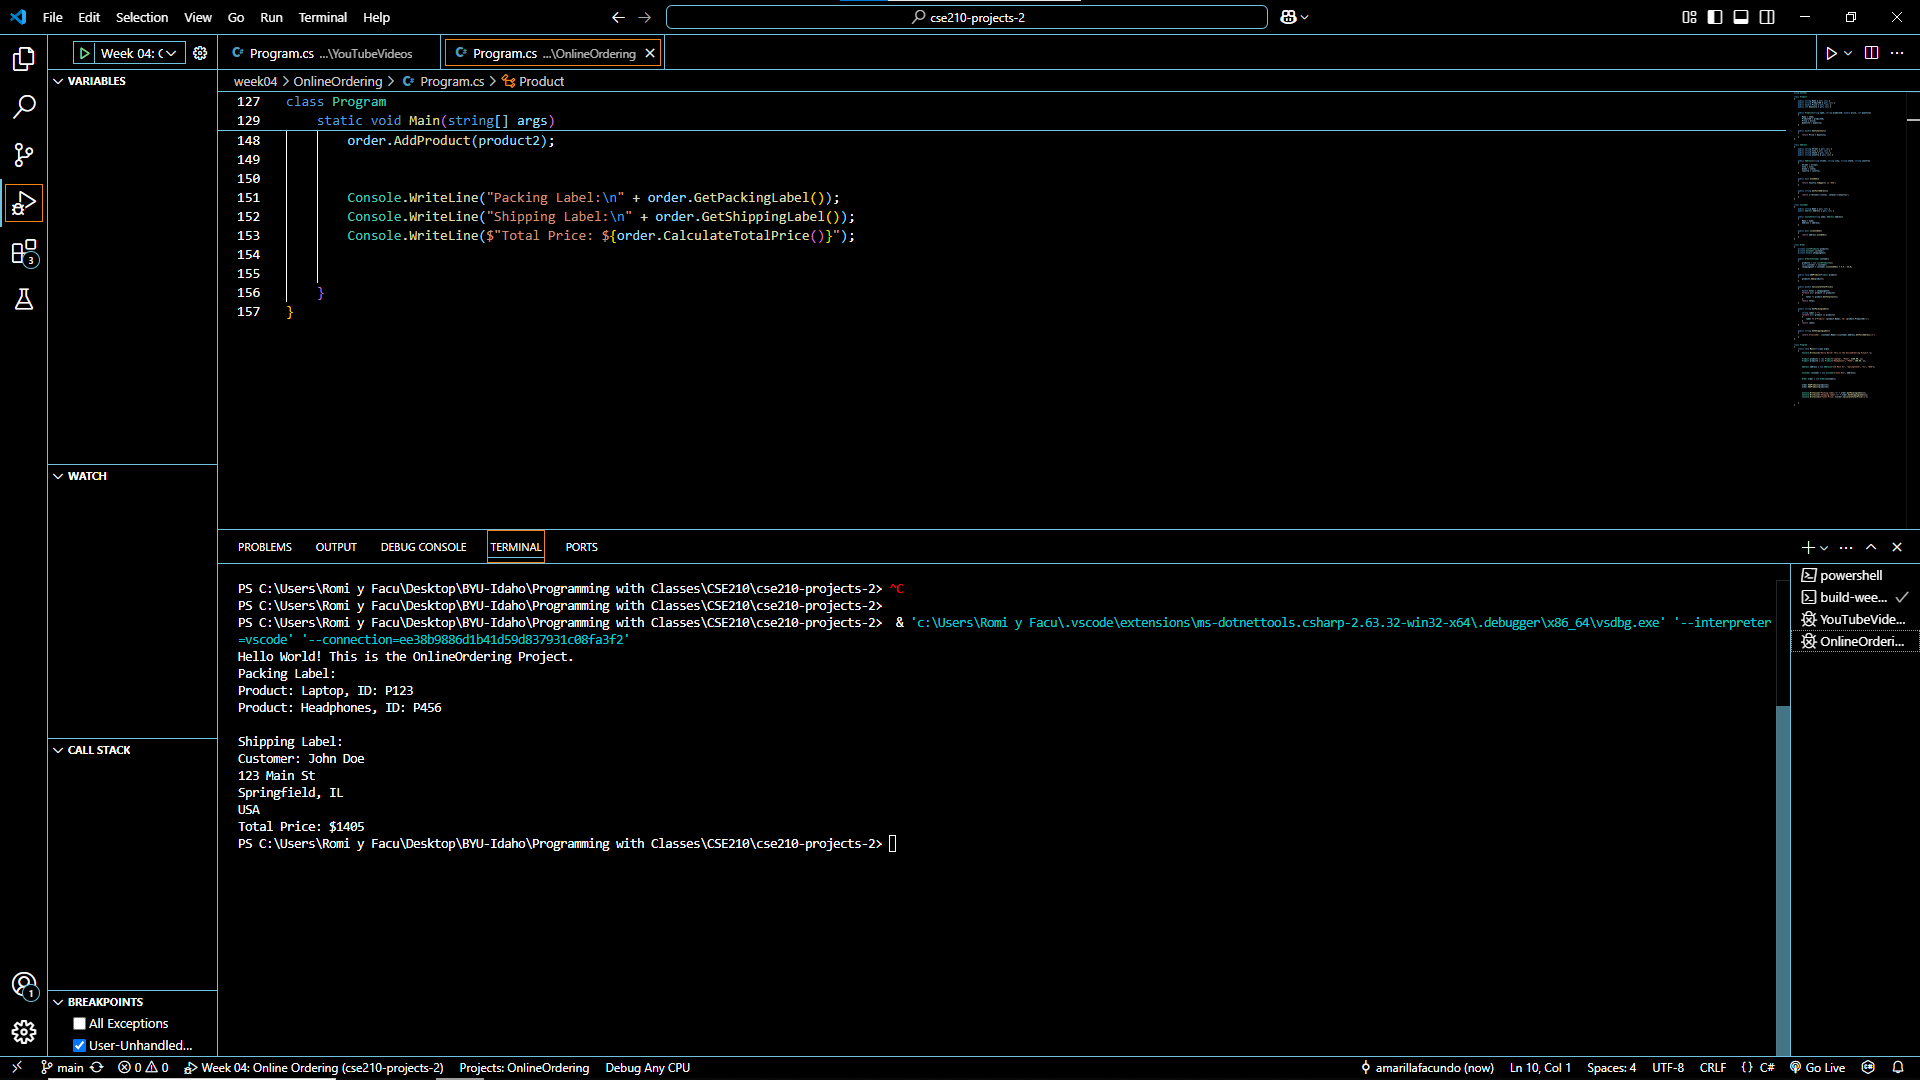 File Edit Selection View Go Run Terminal Help
cse210-projects-2
Week 04: C
Program.cs ...\YouTubeVideos
Program.cs ...\OnlineOrdering
VARIABLES
week04 > OnlineOrdering > Program.cs > Product
127 class Program
129 static void Main(string[] args)
148 order.AddProduct(product2);
149
150
151 Console.WriteLine("Packing Label:\n" + order.GetPackingLabel());
152 Console.WriteLine("Shipping Label:\n" + order.GetShippingLabel());
153 Console.WriteLine($"Total Price: ${order.CalculateTotalPrice()}");
154
155
156 }
157 }
3
WATCH
CALL STACK
BREAKPOINTS
All Exceptions
User-Unhandled...
1
PROBLEMS OUTPUT DEBUG CONSOLE TERMINAL PORTS
PS C:\Users\Romi y Facu\Desktop\BYU-Idaho\Programming with Classes\CSE210\cse210-projects-2> ^C
PS C:\Users\Romi y Facu\Desktop\BYU-Idaho\Programming with Classes\CSE210\cse210-projects-2>
PS C:\Users\Romi y Facu\Desktop\BYU-Idaho\Programming with Classes\CSE210\cse210-projects-2> & 'c:\Users\Romi y Facu\.vscode\extensions\ms-dotnettools.csharp-2.63.32-win32-x64\.debugger\x86_64\vsdbg.exe' '--interpreter
=vscode' '--connection=ee38b9886d1b41d59d837931c08fa3f2'
Hello World! This is the OnlineOrdering Project.
Packing Label:
Product: Laptop, ID: P123
Product: Headphones, ID: P456
Shipping Label:
Customer: John Doe
123 Main St
Springfield, IL
USA
Total Price: $1405
PS C:\Users\Romi y Facu\Desktop\BYU-Idaho\Programming with Classes\CSE210\cse210-projects-2>
powershell
build-wee...
YouTubeVide...
OnlineOrderi...
main 0 0 Week 04: Online Ordering (cse210-projects-2) Projects: OnlineOrdering Debug Any CPU amarillafacundo (now) Ln 10, Col 1 Spaces: 4 UTF-8 CRLF {} C# Go Live